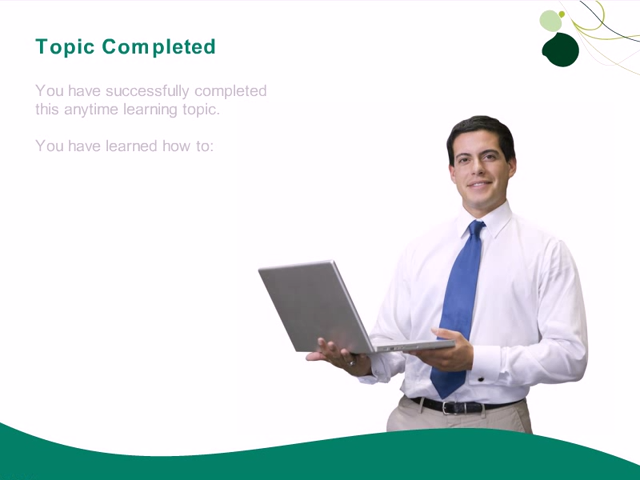 Topic Completed
You have successfully completed
this anytime learning topic.
You have learned how to: